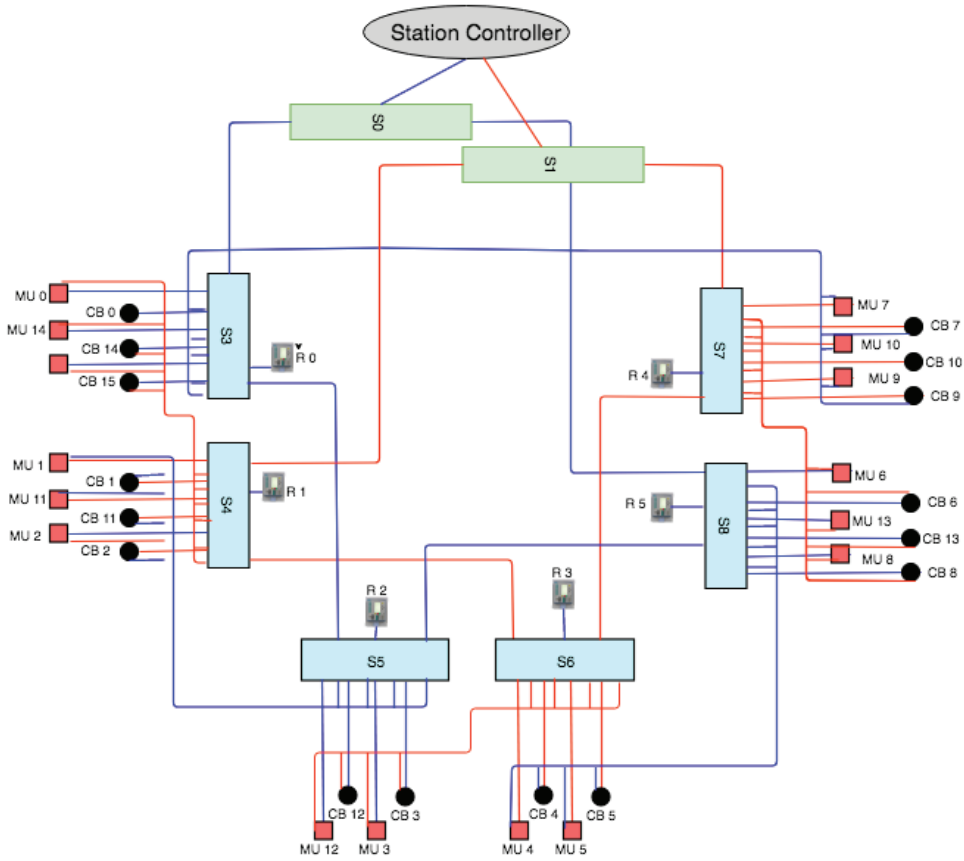 Station Controller
S0
S1
MU 0
CB 0
MU 14
CB 14
CB 15
S3
R 0
S7
R 4
MU 7
CB 7
MU 10
CB 10
MU 9
CB 9
MU 1
CB 1
MU 11
CB 11
MU 2
CB 2
S4
R 1
S8
R 5
MU 6
CB 6
MU 13
CB 13
MU 8
CB 8
R 2
R 3
S5
S6
CB 12
CB 3
CB 4
CB 5
MU 12
MU 3
MU 4
MU 5